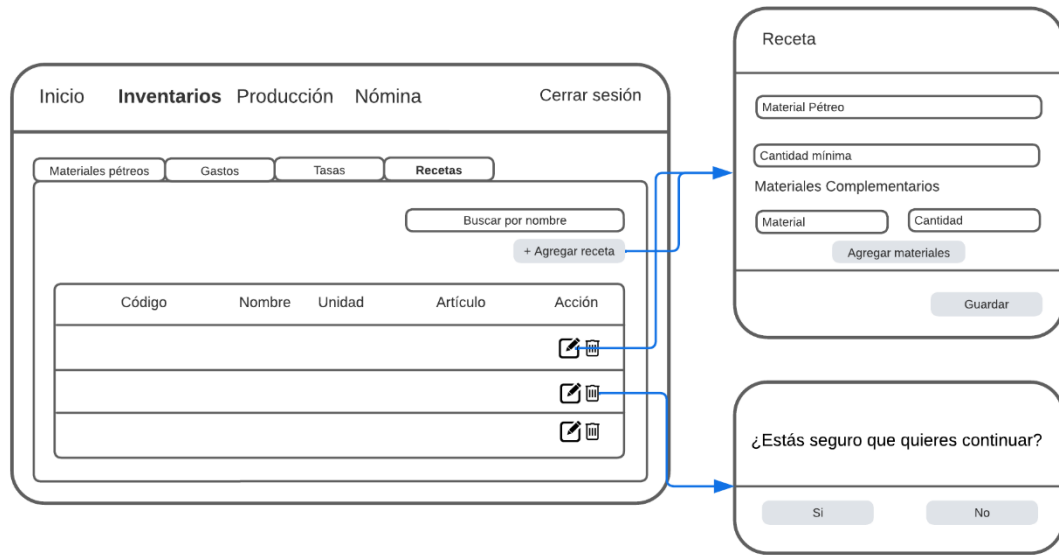 Inicio Inventarios Producción Nómina Cerrar sesión
Materiales pétreos Gastos Tasas Recetas
Buscar por nombre
+ Agregar receta
Código Nombre Unidad Artículo Acción
Receta
Material Pétreo
Cantidad mínima
Materiales Complementarios
Material Cantidad
Agregar materiales
Guardar
¿Estás seguro que quieres continuar?
Si No